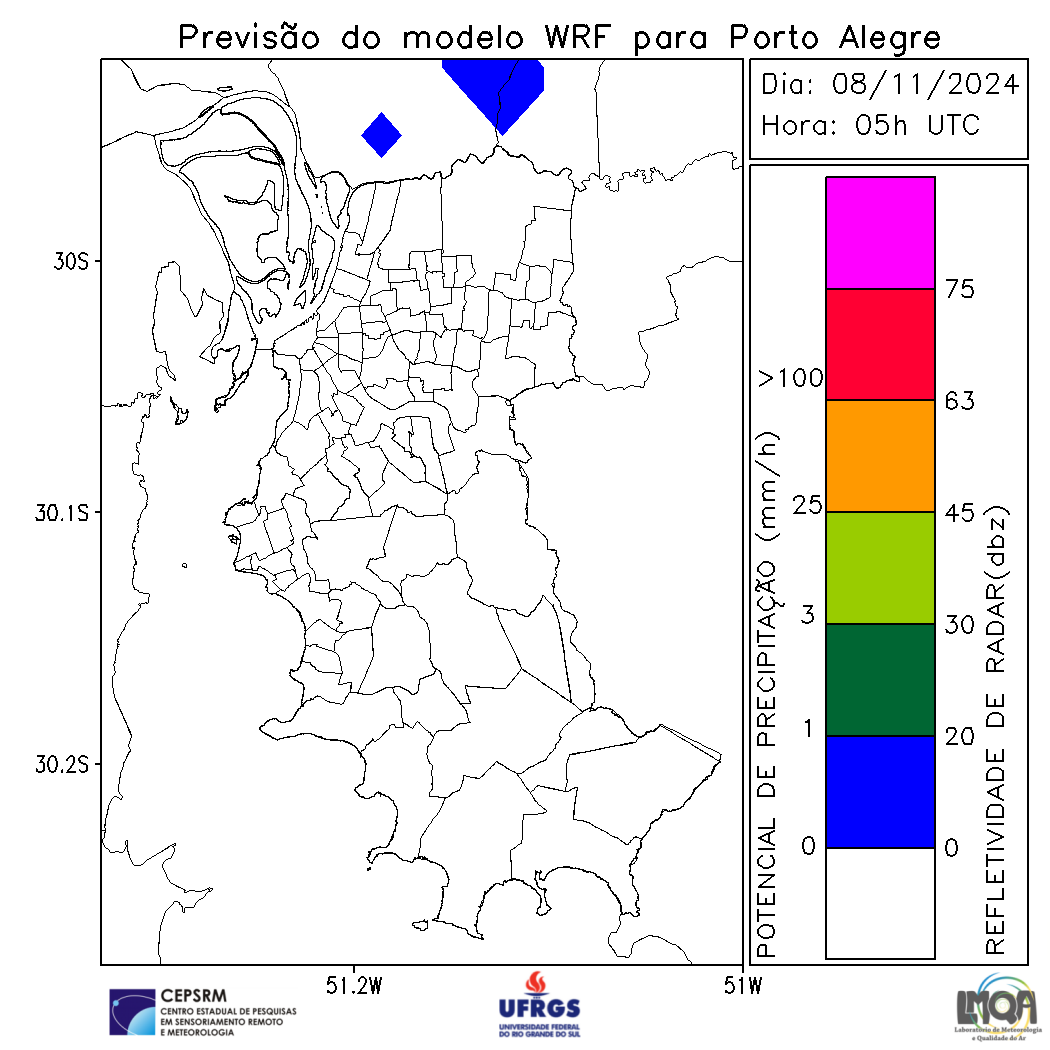 Previsão do modelo WRF para Porto Alegre
Dia: 08/11/2024
Hora: 05h UTC
30S
30.1S
30.2S
51.2W
51W
POTENCIAL DE PRECIPITAÇÃO (mm/h)
>100
25
3
1
0
75
63
45
30
20
0
REFLETIVIDADE DE RADAR(dbz)
CEPSRM
CENTRO ESTADUAL DE PESQUISAS
EM SENSORIAMENTO REMOTO
E METEOROLOGIA
UFRGS
UNIVERSIDADE FEDERAL
DO RIO GRANDE DO SUL
LMQA
Laboratório de Meteorologia
e Qualidade do Ar